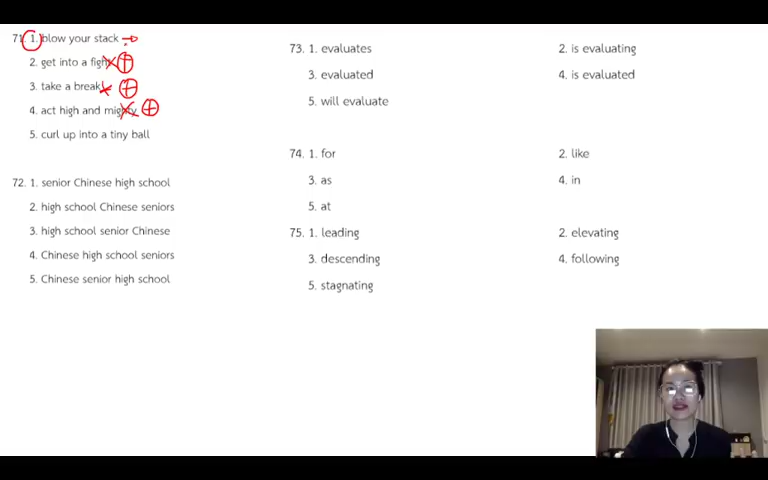 71. 1. blow your stack
2. get into a fight
3. take a break
4. act high and mighty
5. curl up into a tiny ball
72. 1. senior Chinese high school
2. high school Chinese seniors
3. high school senior Chinese
4. Chinese high school seniors
5. Chinese senior high school
73. 1. evaluates
2. is evaluating
3. evaluated
4. is evaluated
5. will evaluate
74. 1. for
2. like
3. as
4. in
5. at
75. 1. leading
2. elevating
3. descending
4. following
5. stagnating